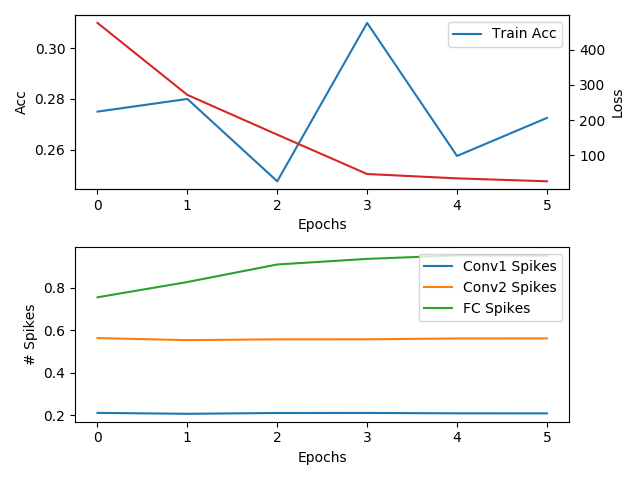 0.30
0.28
0.26
Acc
Train Acc
400
300
200
100
Loss
0 1 2 3 4 5
Epochs
0.8
0.6
0.4
0.2
# Spikes
Conv1 Spikes
Conv2 Spikes
FC Spikes
0 1 2 3 4 5
Epochs